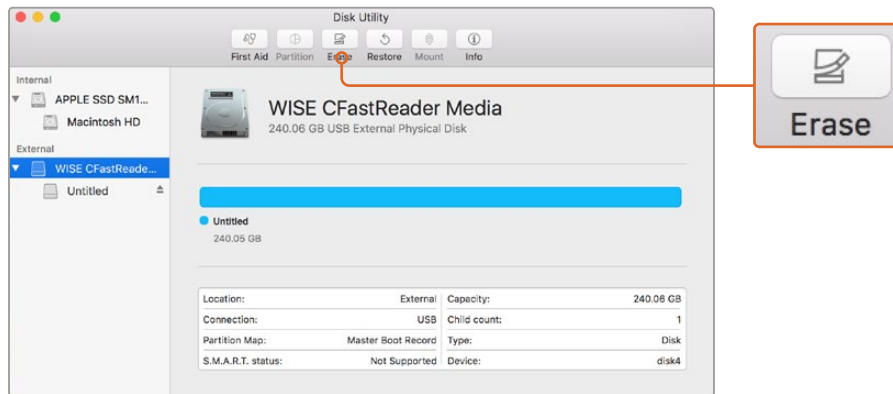 Disk Utility
First Aid Partition Erase Restore Mount Info
Erase
Internal
APPLE SSD SM1...
Macintosh HD
External
WISE CFastReade...
Untitled
WISE CFastReader Media
240.06 GB USB External Physical Disk
Untitled
240.05 GB
Location: External Capacity: 240.06 GB
Connection: USB Child count: 1
Partition Map: Master Boot Record Type: Disk
S.M.A.R.T. status: Not Supported Device: disk4